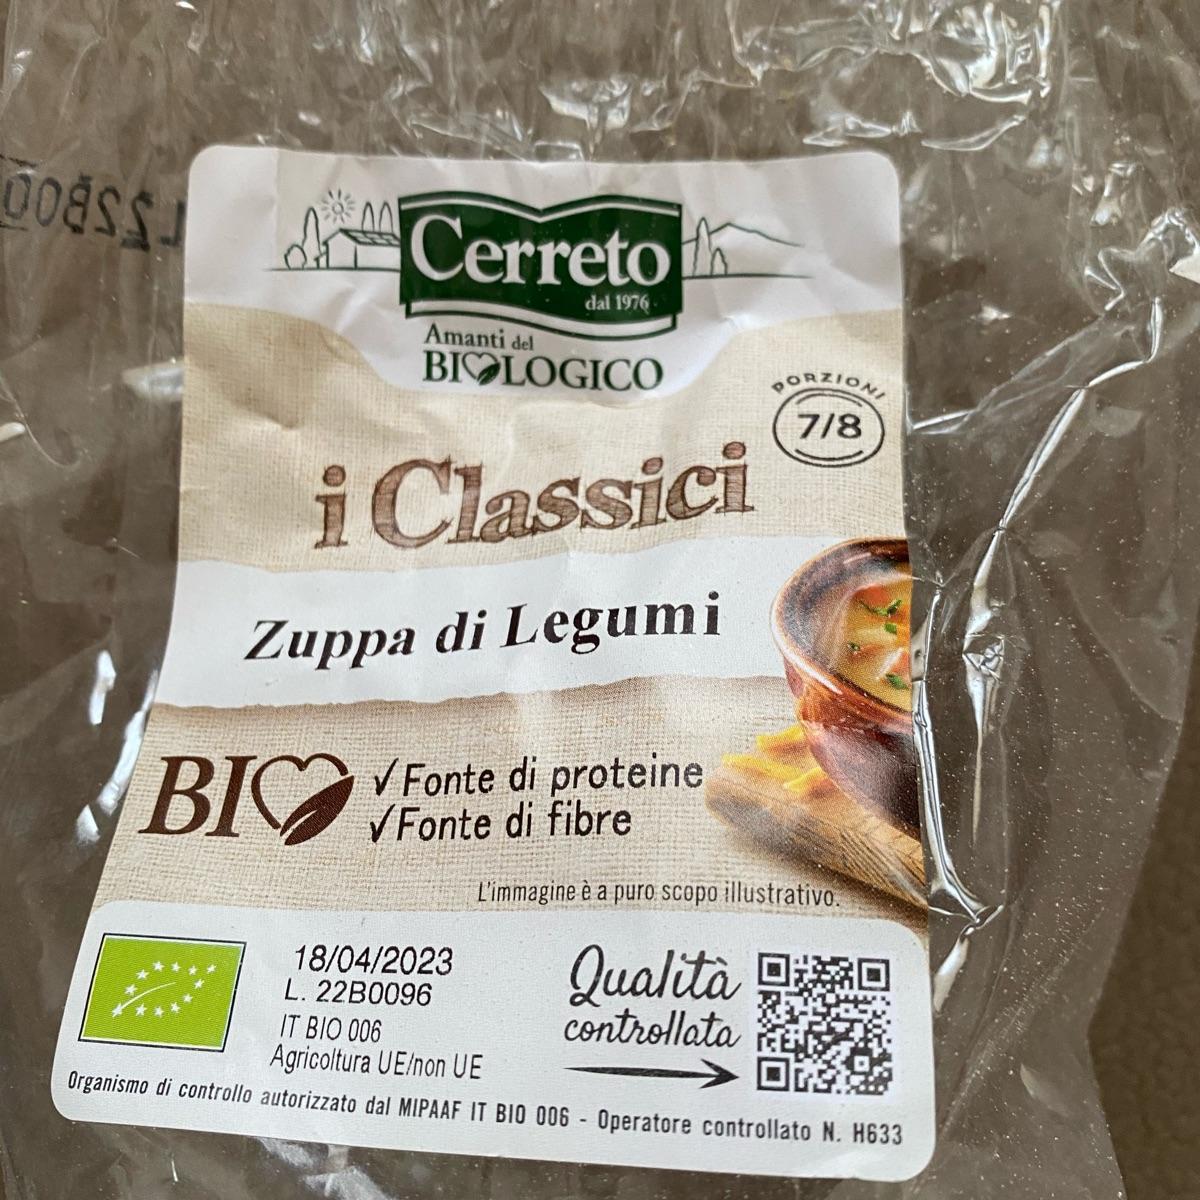 Cerreto
dal 1976
Amanti del
BIOLOGICO
PORZIONI
7/8
i Classici
Zuppa di Legumi
BIO
✓Fonte di proteine
✓Fonte di fibre
L'immagine è a puro scopo illustrativo.
18/04/2023
L. 22B0096
IT BIO 006
Agricoltura UE/non UE
Qualità
controllata
Organismo di controllo autorizzato dal MIPAAF IT BIO 006 - Operatore controllato N. H633